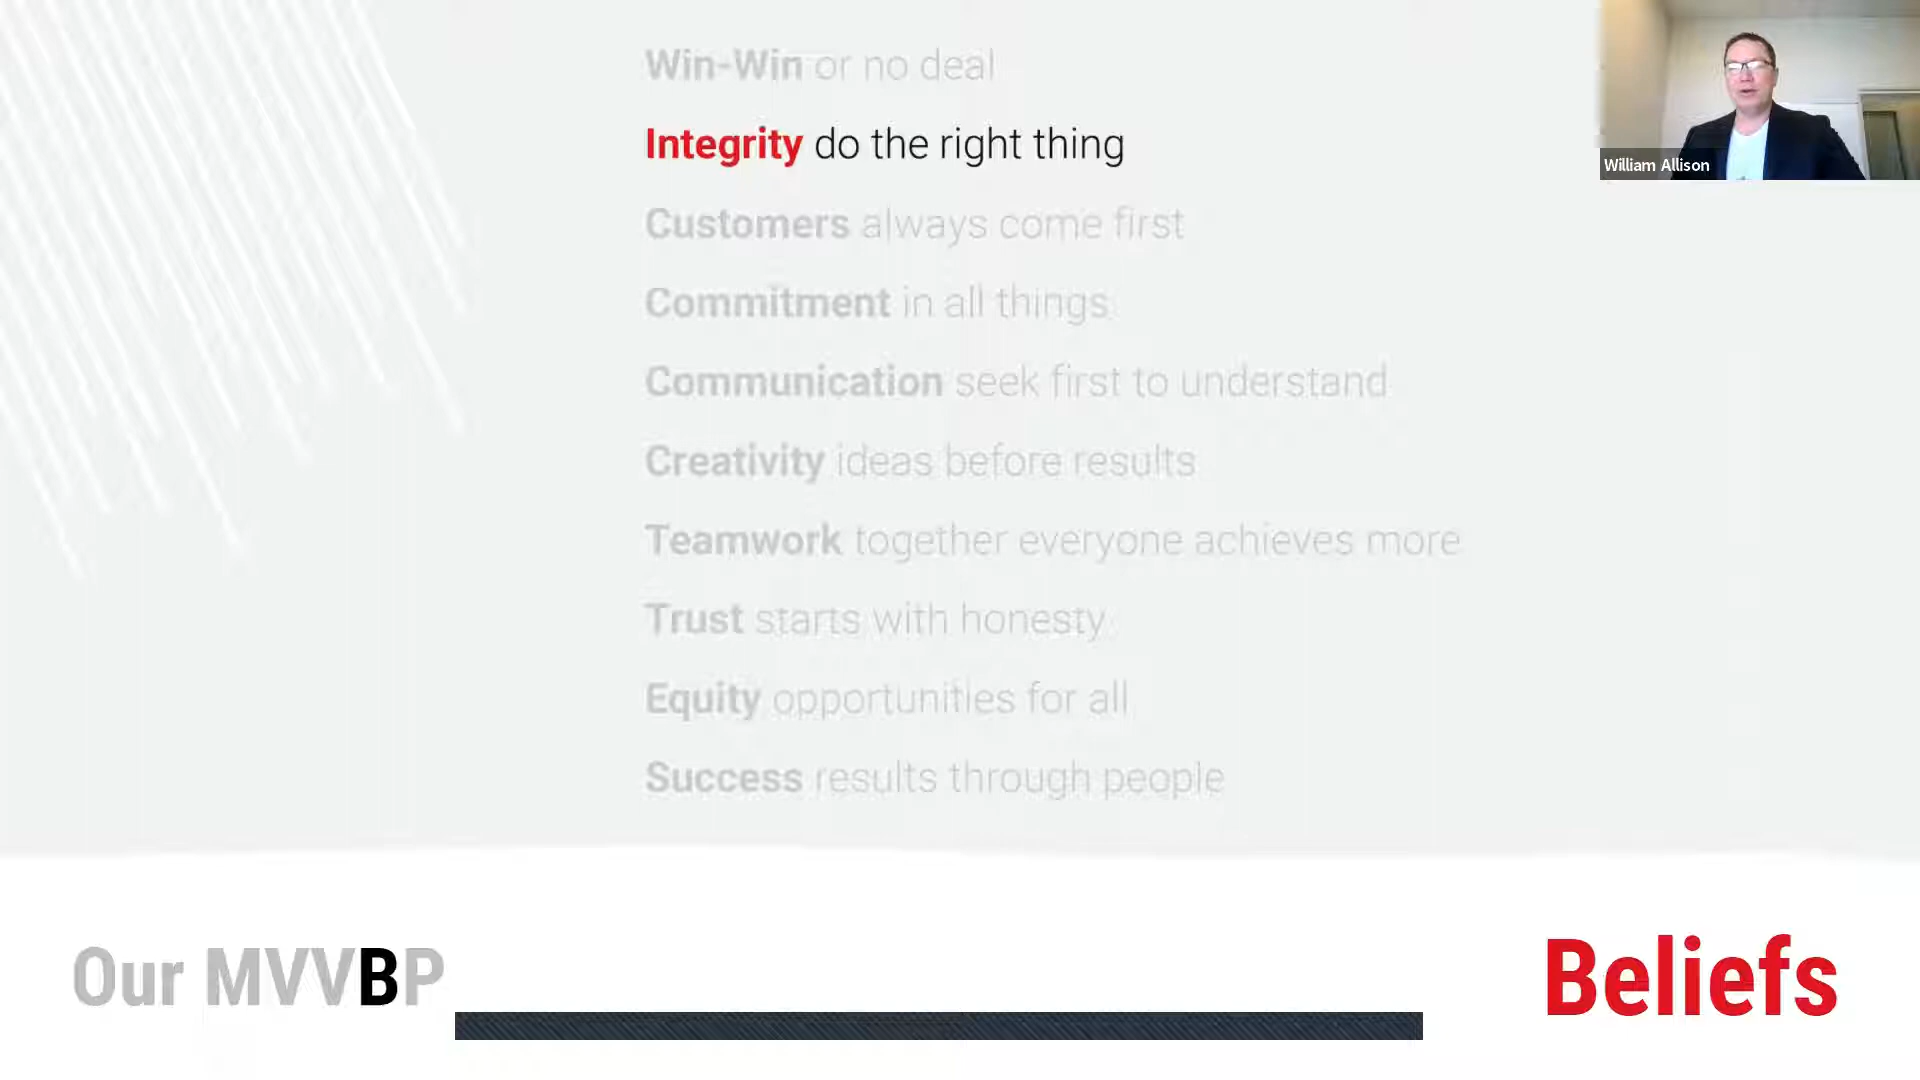 Win-Win or no deal
Integrity do the right thing
William Allison
Customers always come first
Commitment in all things
Communication seek first to understand
Creativity ideas before results
Teamwork together everyone achieves more
Trust starts with honesty
Equity opportunities for all
Success results through people
Our MVVBP
Beliefs